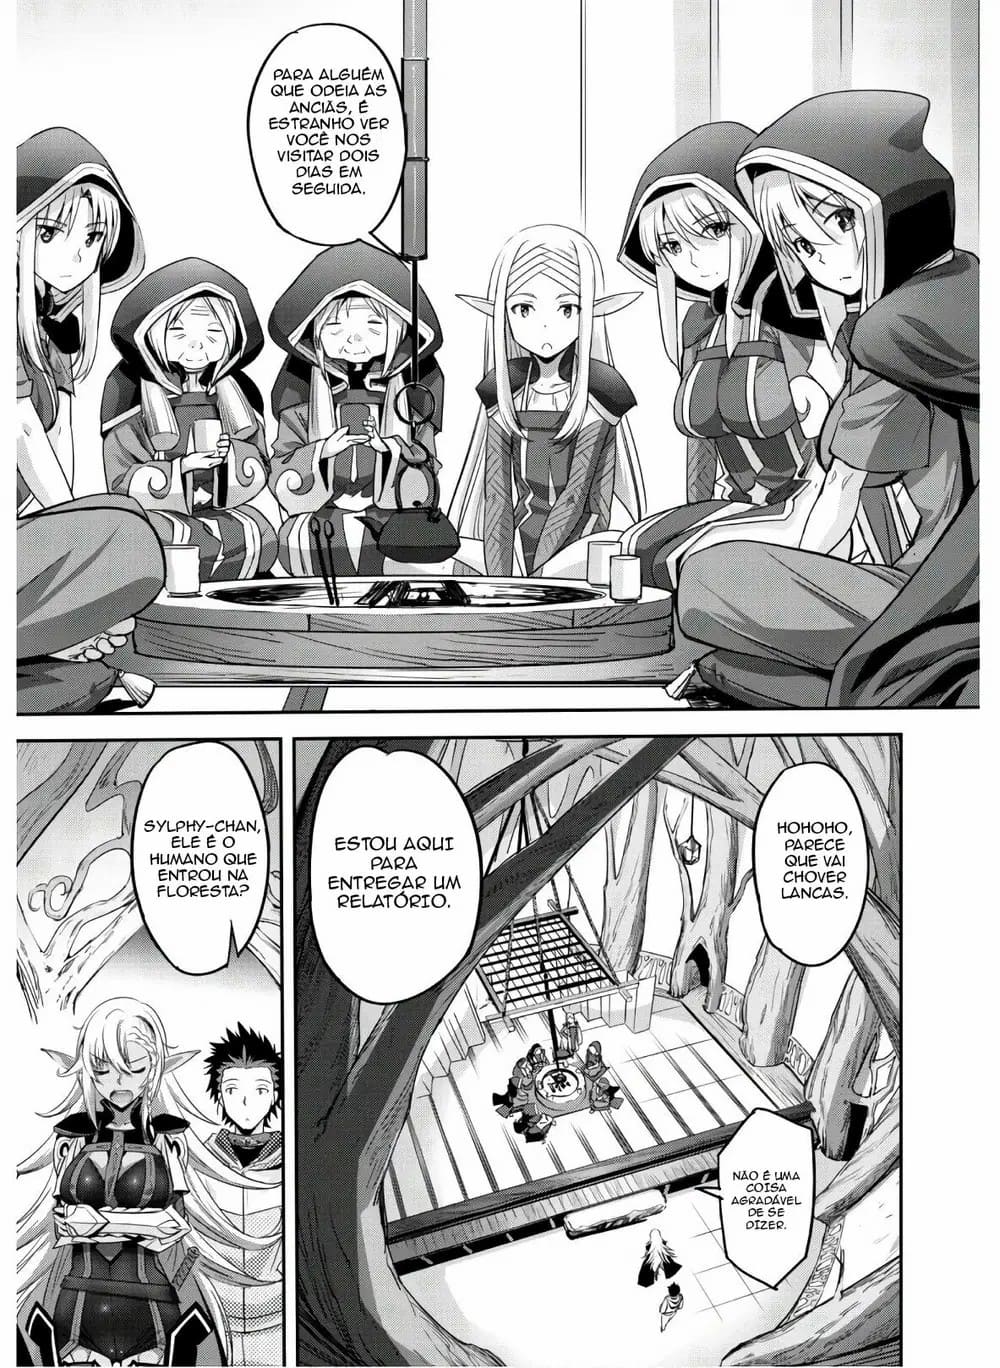 PARA ALGUÉM
QUE ODEIA AS
ANCIÃS, É
ESTRANHO VER
VOCÊ NOS
VISITAR DOIS
DIAS EM
SEGUIDA.
HOHOHO,
PARECE
QUE VAI
CHOVER
LANCAS.
NÃO É UMA
COISA
AGRADÁVEL
DE SE
DIZER.
ESTOU AQUI
PARA
ENTREGAR UM
RELATÓRIO.
SYLPHY-CHAN,
ELE É O
HUMANO QUE
ENTROU NA
FLORESTA?